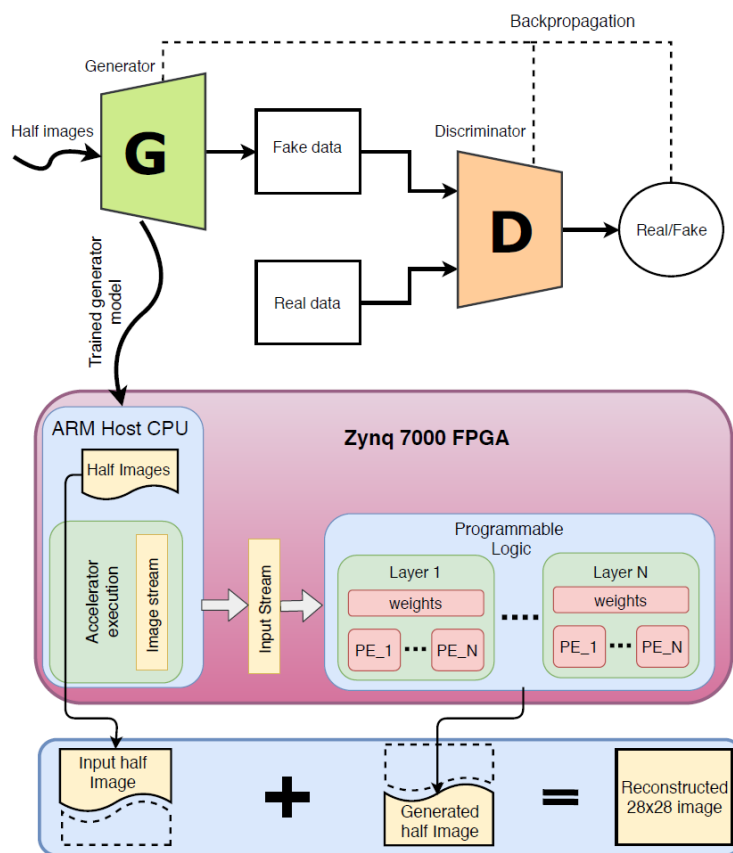 Backpropagation
Generator
Half images
G
Fake data
Discriminator
D
Real/Fake
Real data
Trained generator
model
ARM Host CPU
Zynq 7000 FPGA
Half Images
Accelerator
execution
Image stream
Input Stream
Programmable
Logic
Layer 1
weights
PE_1
PE_N
Layer N
weights
PE_1
PE_N
Input half
Image
+
Generated
half Image
=
Reconstructed
28x28 image